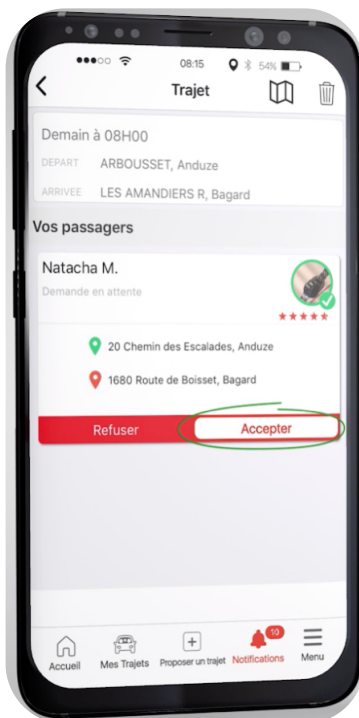 08:15
54%
Trajet
Demain à 08H00
DEPART ARBOUSSET, Anduze
ARRIVEE LES AMANDIERS R, Bagard
Vos passagers
Natacha M.
Demande en attente
20 Chemin des Escalades, Anduze
1680 Route de Boisset, Bagard
Refuser Accepter
10
Accueil Mes Trajets Proposer un trajet Notifications Menu